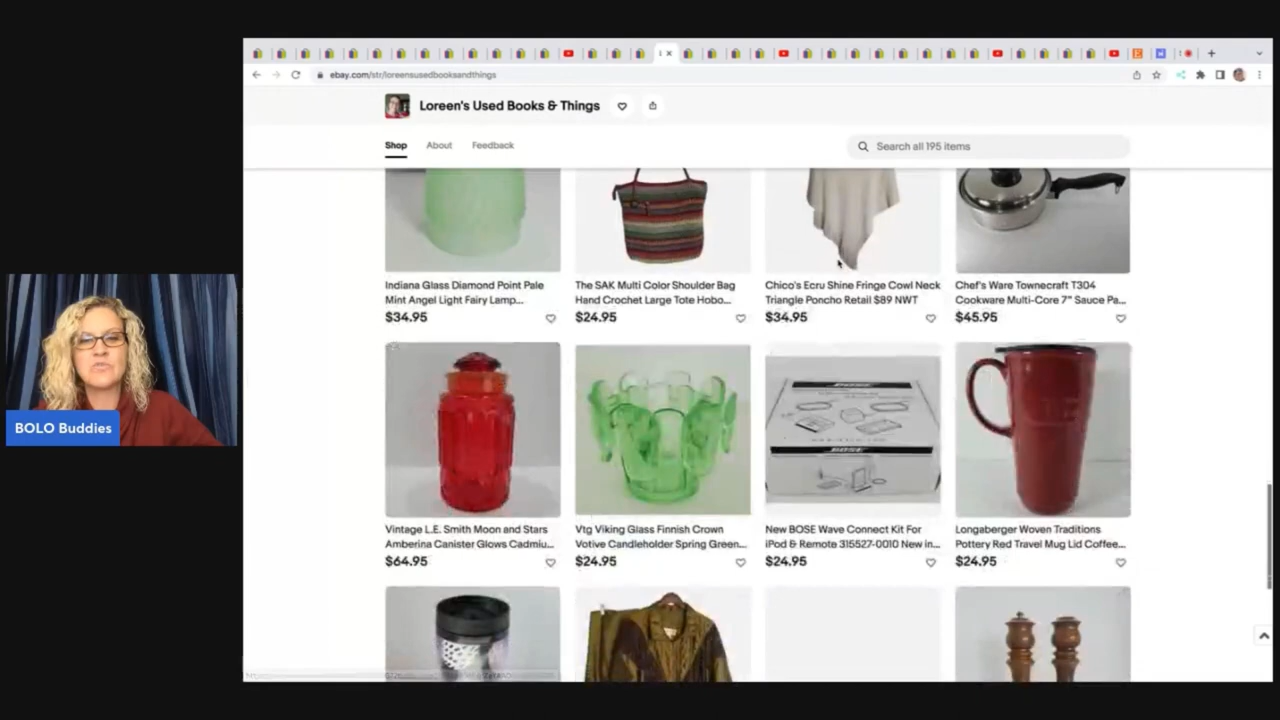 ebay.com/str/loreensusedbooksandthings
Loreen's Used Books & Things
Shop About Feedback
Search all 195 items
Indiana Glass Diamond Point Pale
Mint Angel Light Fairy Lamp...
$34.95
The SAK Multi Color Shoulder Bag
Hand Crochet Large Tote Hobo...
$24.95
Chico's Ecru Shine Fringe Cowl Neck
Triangle Poncho Retail $89 NWT
$34.95
Chef's Ware Townecraft T304
Cookware Multi-Core 7" Sauce Pa...
$45.95
BOSE
BOSE
Vintage L.E. Smith Moon and Stars
Amberina Canister Glows Cadmiu...
$64.95
Vtg Viking Glass Finnish Crown
Votive Candleholder Spring Green...
$24.95
New BOSE Wave Connect Kit For
iPod & Remote 315527-0010 New in...
$24.95
Longaberger Woven Traditions
Pottery Red Travel Mug Lid Coffee...
$24.95
BOLO Buddies